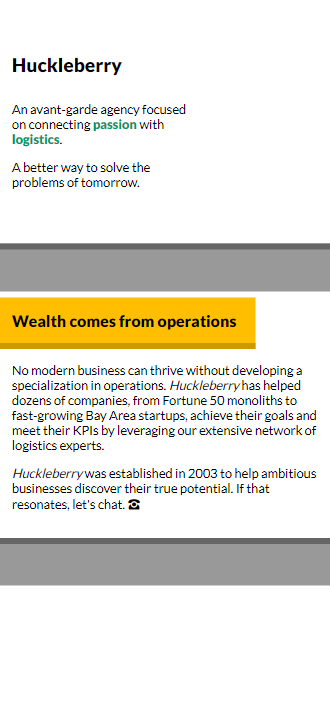 Huckleberry
An avant-garde agency focused
on connecting passion with
logistics.
A better way to solve the
problems of tomorrow.
Wealth comes from operations
No modern business can thrive without developing a
specialization in operations. Huckleberry has helped
dozens of companies, from Fortune 50 monoliths to
fast-growing Bay Area startups, achieve their goals and
meet their KPIs by leveraging our extensive network of
logistics experts.
Huckleberry was established in 2003 to help ambitious
businesses discover their true potential. If that
resonates, let's chat. ☎